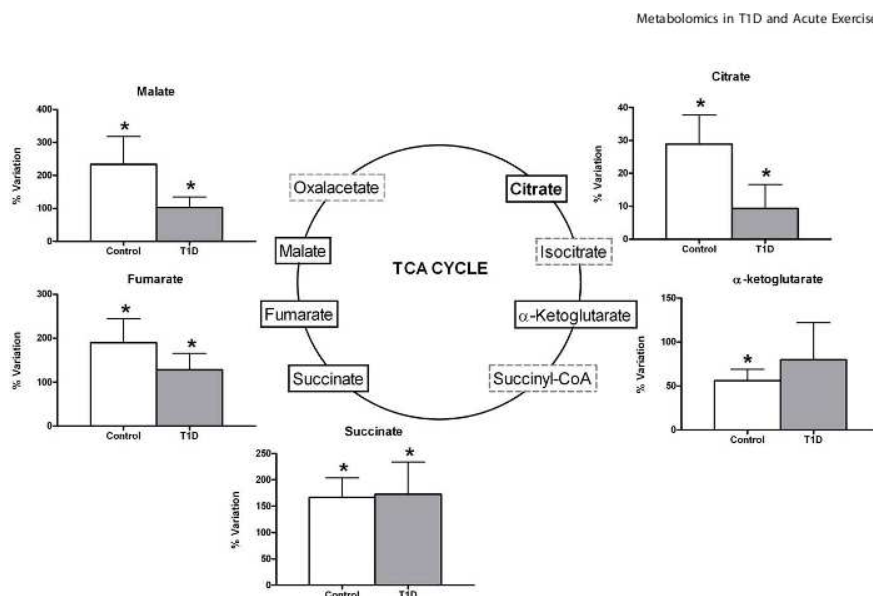 Metabolomics in T1D and Acute Exercise
Malate
% Variation
400
300
200
100
0
*
*
Control
T1D
Citrate
% Variation
40
30
20
10
0
*
*
Control
T1D
Fumarate
% Variation
300
200
100
0
*
*
Control
T1D
α-ketoglutarate
% Variation
150
100
50
0
*
Control
T1D
Succinate
% Variation
250
200
150
100
50
0
*
*
Control
T1D
TCA CYCLE
Oxalacetate
Citrate
Malate
Isocitrate
Fumarate
α-Ketoglutarate
Succinate
Succinyl-CoA